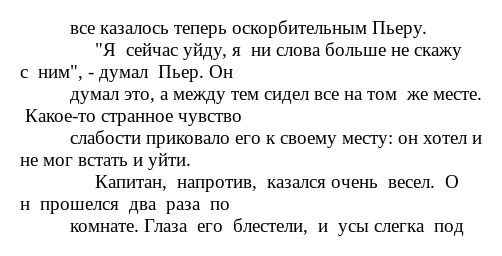 все казалось теперь оскорбительным Пьеру.
"Я  сейчас уйду, я  ни слова больше не скажу
с  ним", - думал  Пьер. Он
думал это, а между тем сидел все на том  же месте.
Какое-то странное чувство
слабости приковало его к своему месту: он хотел и
не мог встать и уйти.
Капитан,  напротив,  казался очень  весел.  О
н  прошелся  два  раза  по
комнате. Глаза  его  блестели,  и  усы слегка  под